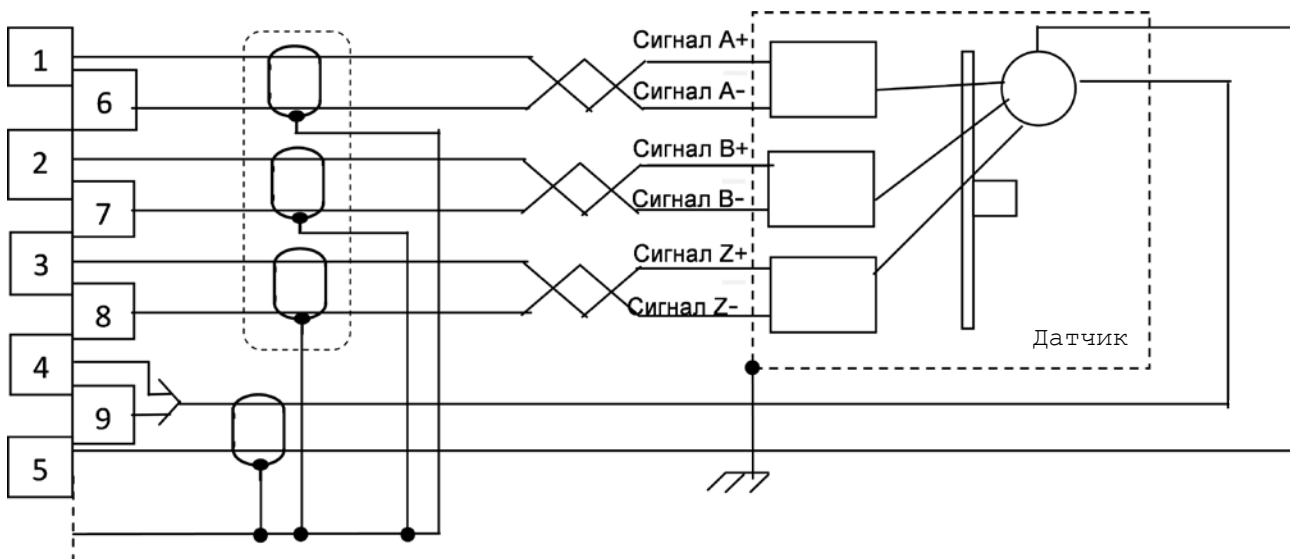 1
Сигнал A+
6
Сигнал A-
2
Сигнал B+
7
Сигнал B-
3
Сигнал Z+
8
Сигнал Z-
Датчик
4
9
5